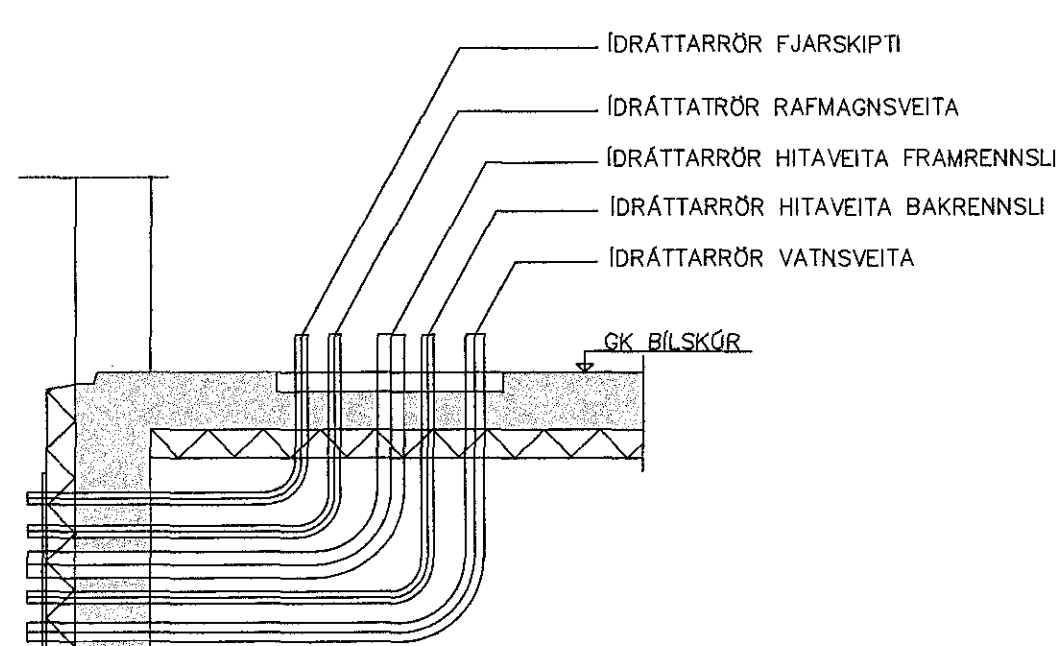 ÍDRÁTTARRÖR FJARSKIPTI
ÍDRÁTTATRÖR RAFMAGNSVEITA
ÍDRÁTTARRÖR HITAVEITA FRAMRENNSLI
ÍDRÁTTARRÖR HITAVEITA BAKRENNSLI
ÍDRÁTTARRÖR VATNSVEITA
GK BÍLSKÚR